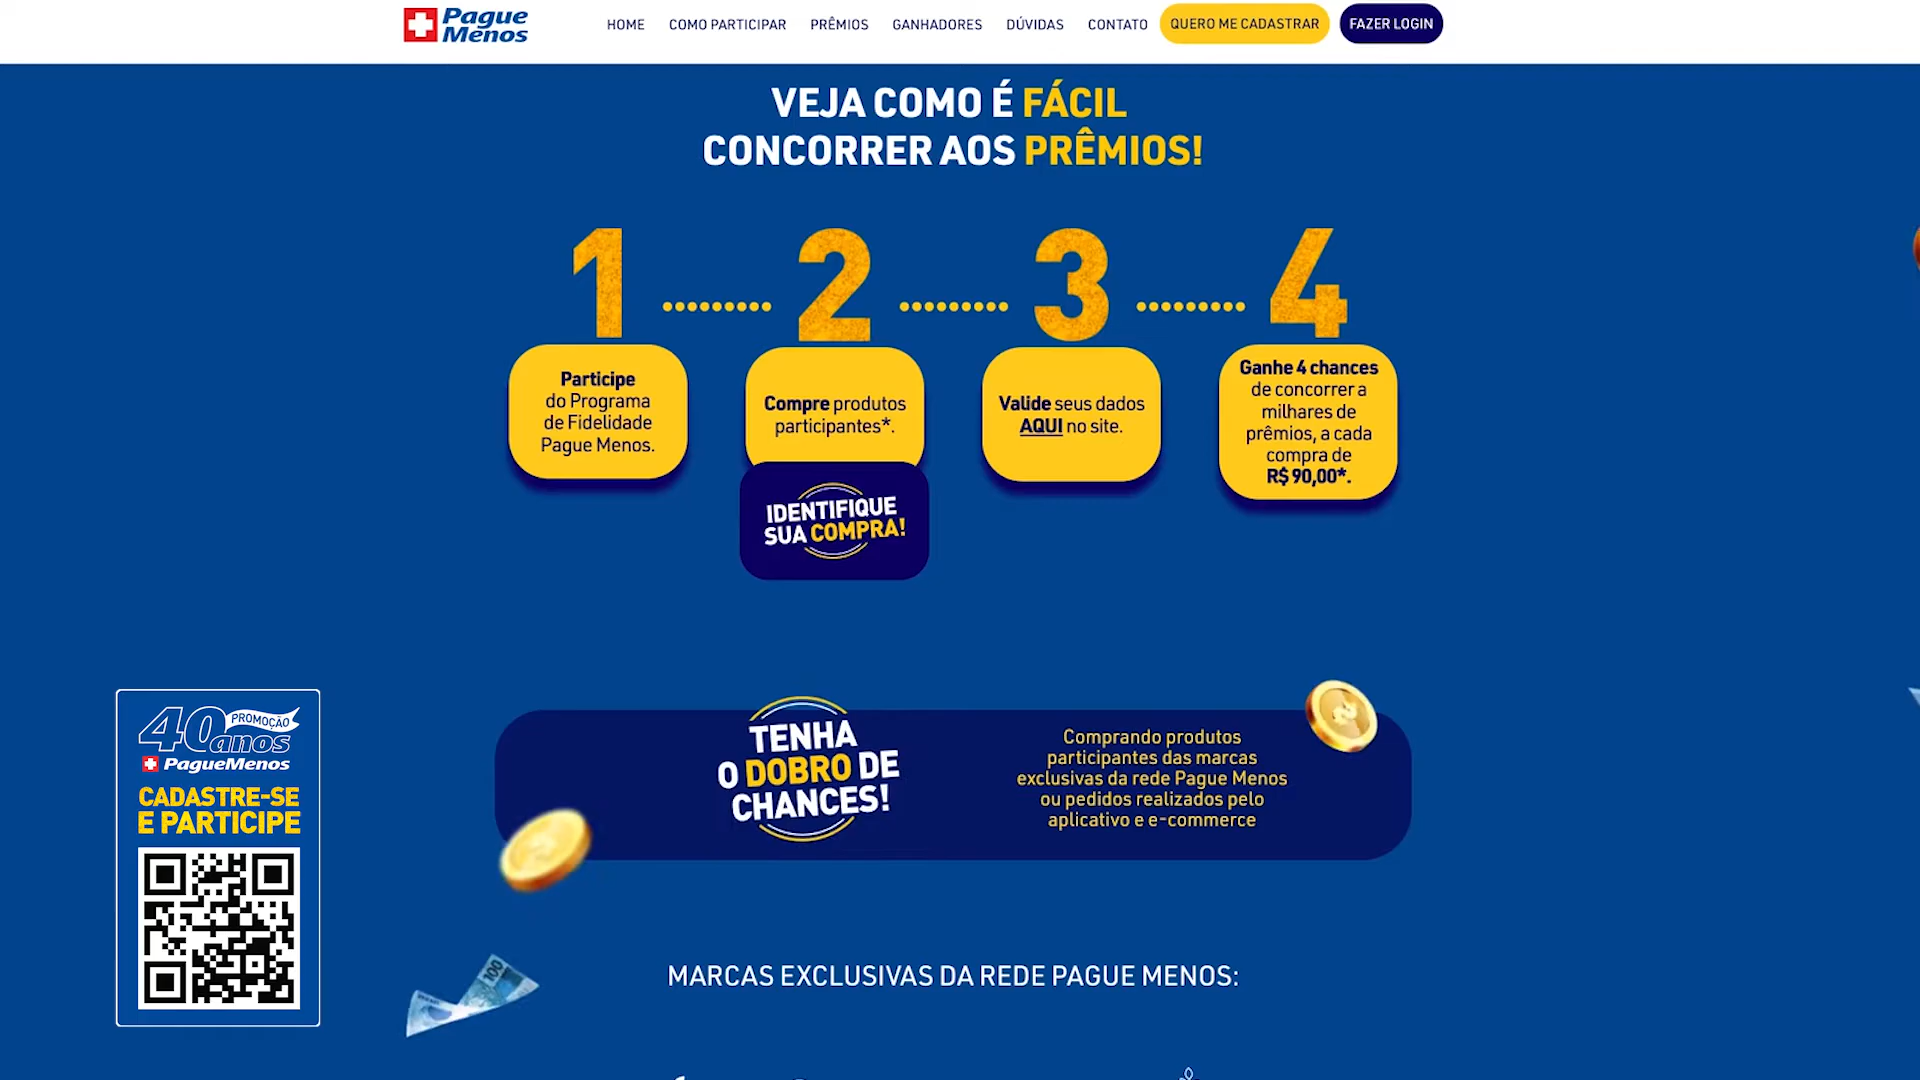 Pague
Menos
HOME
COMO PARTICIPAR
PRÊMIOS
GANHADORES
DÚVIDAS
CONTATO
QUERO ME CADASTRAR
FAZER LOGIN
VEJA COMO É FÁCIL
CONCORRER AOS PRÊMIOS!
1
2
3
4
Participe
do Programa
de Fidelidade
Pague Menos.
Compre produtos
participantes*.
IDENTIFIQUE
SUA COMPRA!
Valide seus dados
AQUI no site.
Ganhe 4 chances
de concorrer a
milhares de
prêmios, a cada
compra de
R$ 90,00*.
TENHA
O DOBRO DE
CHANCES!
Comprando produtos
participantes das marcas
exclusivas da rede Pague Menos
ou pedidos realizados pelo
aplicativo e e-commerce
PROMOÇÃO
40anos
PagueMenos
CADASTRE-SE
E PARTICIPE
100
MARCAS EXCLUSIVAS DA REDE PAGUE MENOS: